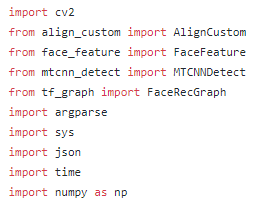 import cv2
from align_custom import AlignCustom
from face_feature import FaceFeature
from mtcnn_detect import MTCNNDetect
from tf_graph import FaceRecGraph
import argparse
import sys
import json
import time
import numpy as np